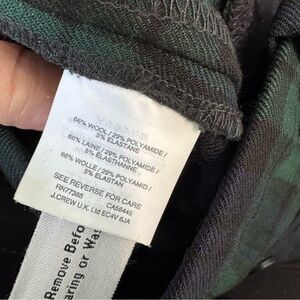 66% WOOL / 29% POLYAMIDE /
5% ELASTANE
66% LAINE / 29% POLYAMIDE /
5% ELASTHANNE
66% WOLLE / 29% POLYAMID /
5% ELASTAN
SEE REVERSE FOR CARE
RN77388 CA56445
J.CREW U.K. Ltd EC4V 6JA
Remove Befo
aring or Was